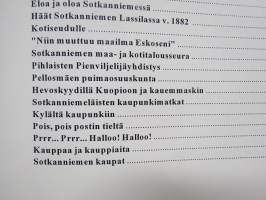 Eloa ja oloa Sotkanniemessä
Häät Sotkanniemen Lassilassa v. 1882
Kotiseudulle
"Niin muuttuu maailma Eskoseni"
Sotkanniemen maa- ja kotitalousseura
Pihlaisten Pienviljelijäyhdistys
Pellosmäen puimaosuuskunta
Hevoskyydillä Kuopioon ja kauemmaskin
Sotkanniemeläisten kaupunkimatkat
Kylältä kaupunkiin
Pois, pois postin tieltä
Prrr... Prrr... Halloo! Halloo!
Kauppaa ja kauppiaita
Sotkanniemen kaupat